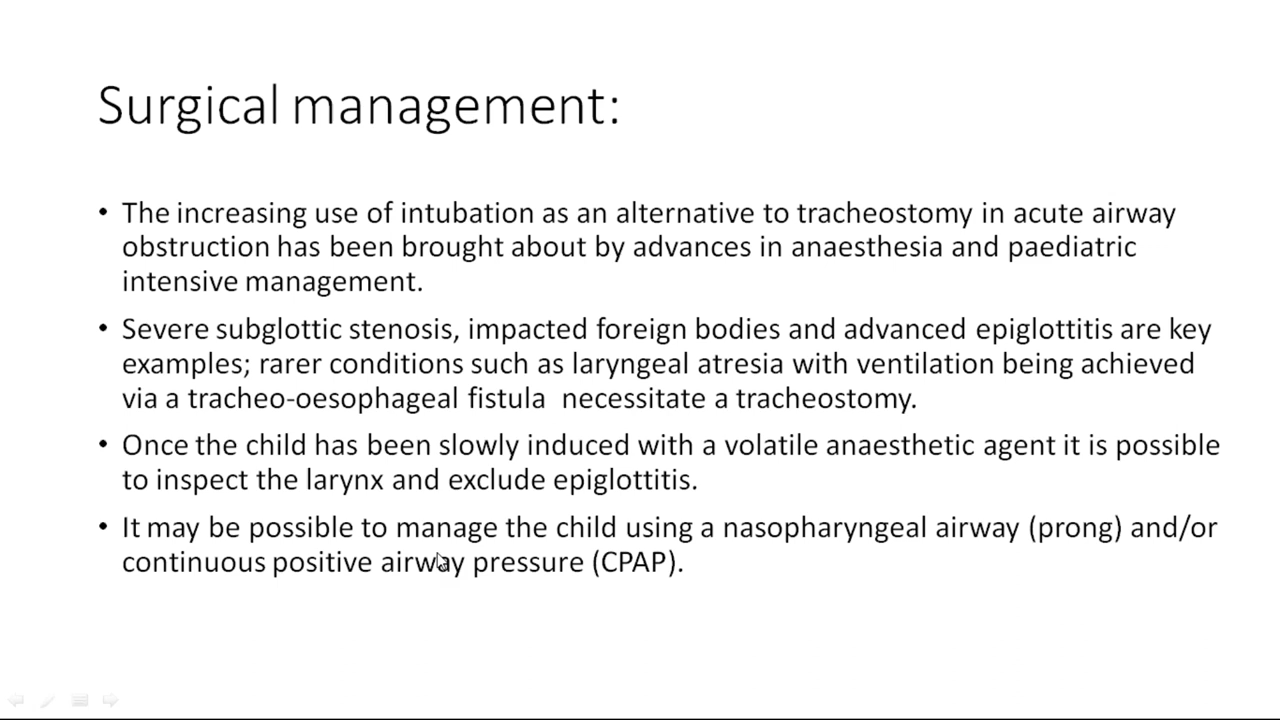 Surgical management:
• The increasing use of intubation as an alternative to tracheostomy in acute airway
obstruction has been brought about by advances in anaesthesia and paediatric
intensive management.
• Severe subglottic stenosis, impacted foreign bodies and advanced epiglottitis are key
examples; rarer conditions such as laryngeal atresia with ventilation being achieved
via a tracheo-oesophageal fistula  necessitate a tracheostomy.
• Once the child has been slowly induced with a volatile anaesthetic agent it is possible
to inspect the larynx and exclude epiglottitis.
• It may be possible to manage the child using a nasopharyngeal airway (prong) and/or
continuous positive airway pressure (CPAP).